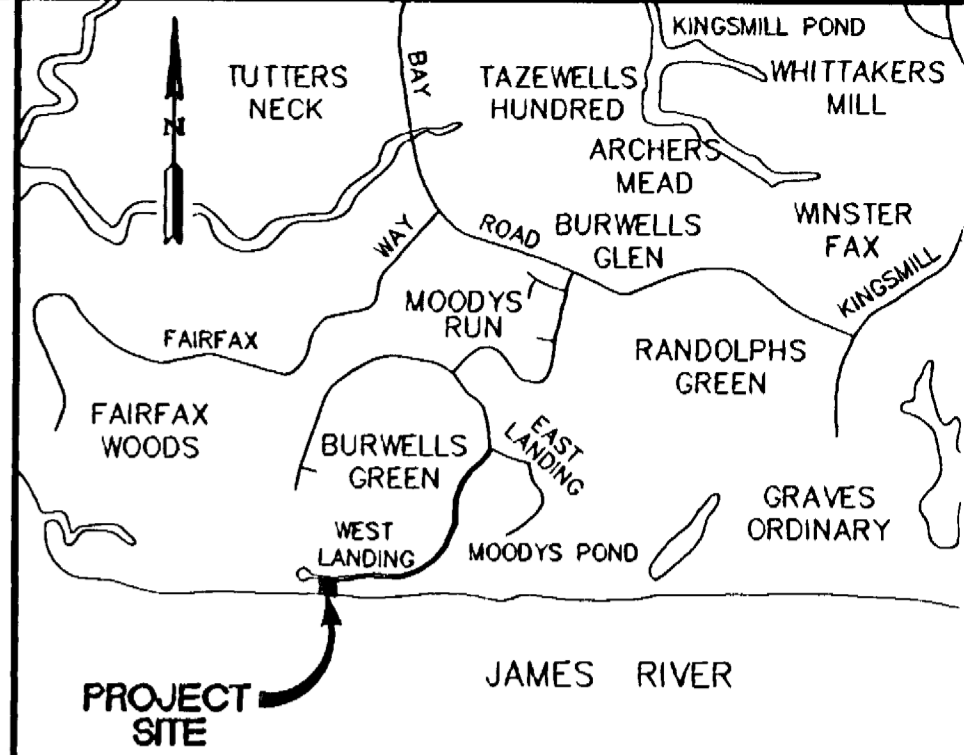 KINGSMILL POND
TUTTERS
NECK
BAY
TAZEWELLS
HUNDRED
WHITTAKERS
MILL
N
ARCHERS
MEAD
WAY
ROAD
BURWELLS
GLEN
WINSTER
FAX
KINGSMILL
MOODYS
RUN
FAIRFAX
RANDOLPHS
GREEN
FAIRFAX
WOODS
BURWELLS
GREEN
EAST
LANDING
GRAVES
ORDINARY
WEST
LANDING
MOODYS POND
JAMES RIVER
PROJECT
SITE